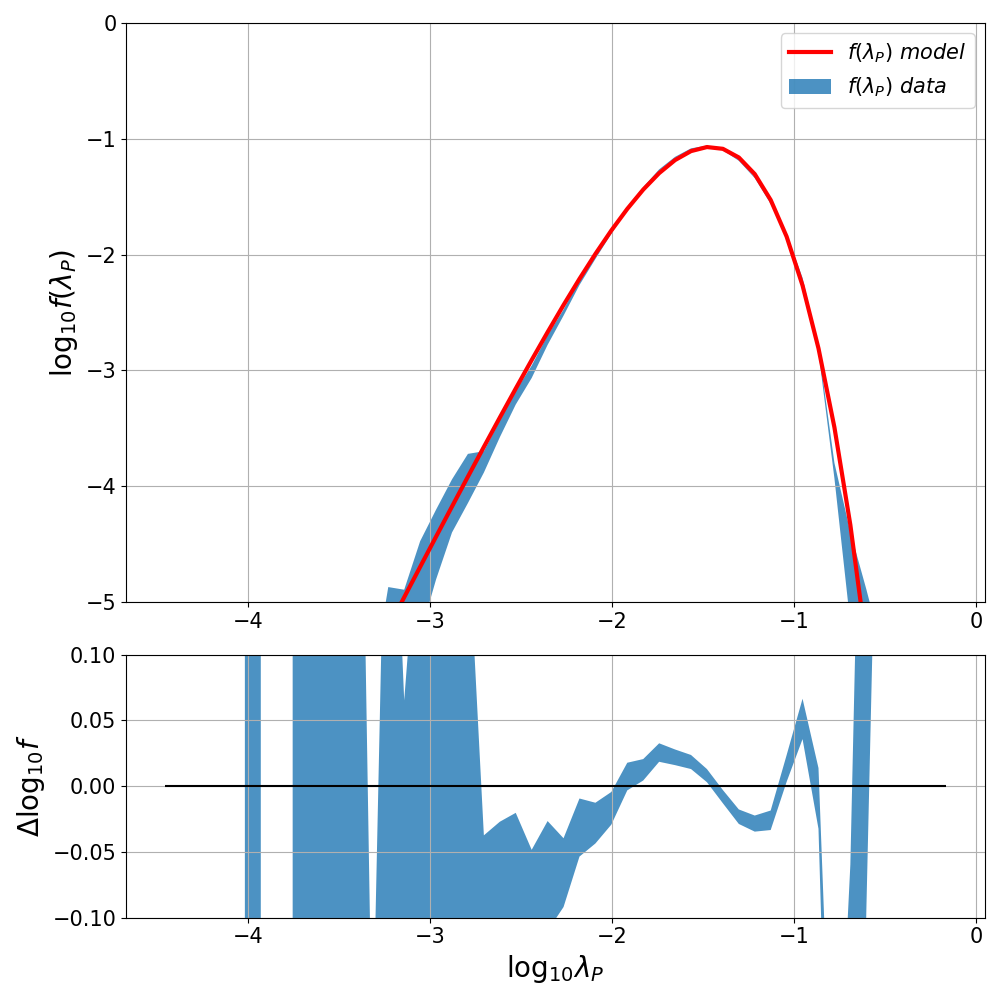 0
−1
−2
−3
−4
−5
log₁₀f(λ_P)
f(λ_P) model
f(λ_P) data
−4 −3 −2 −1 0
0.10
0.05
0.00
−0.05
−0.10
Δlog₁₀f
−4 −3 −2 −1 0
log₁₀λ_P